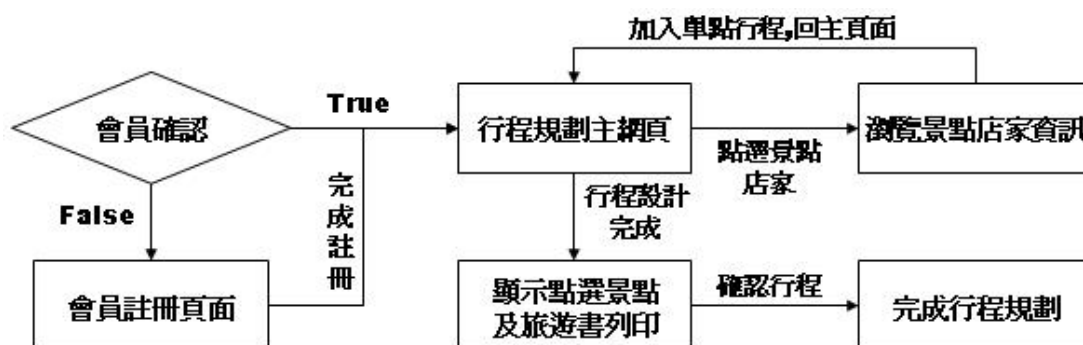 加入單點行程,回主頁面
True
會員確認
行程規劃主網頁
瀏覽景點店家資訊
點選景點
店家
False
完成註冊
行程設計
完成
會員註冊頁面
顯示點選景點
及旅遊書列印
確認行程
完成行程規劃